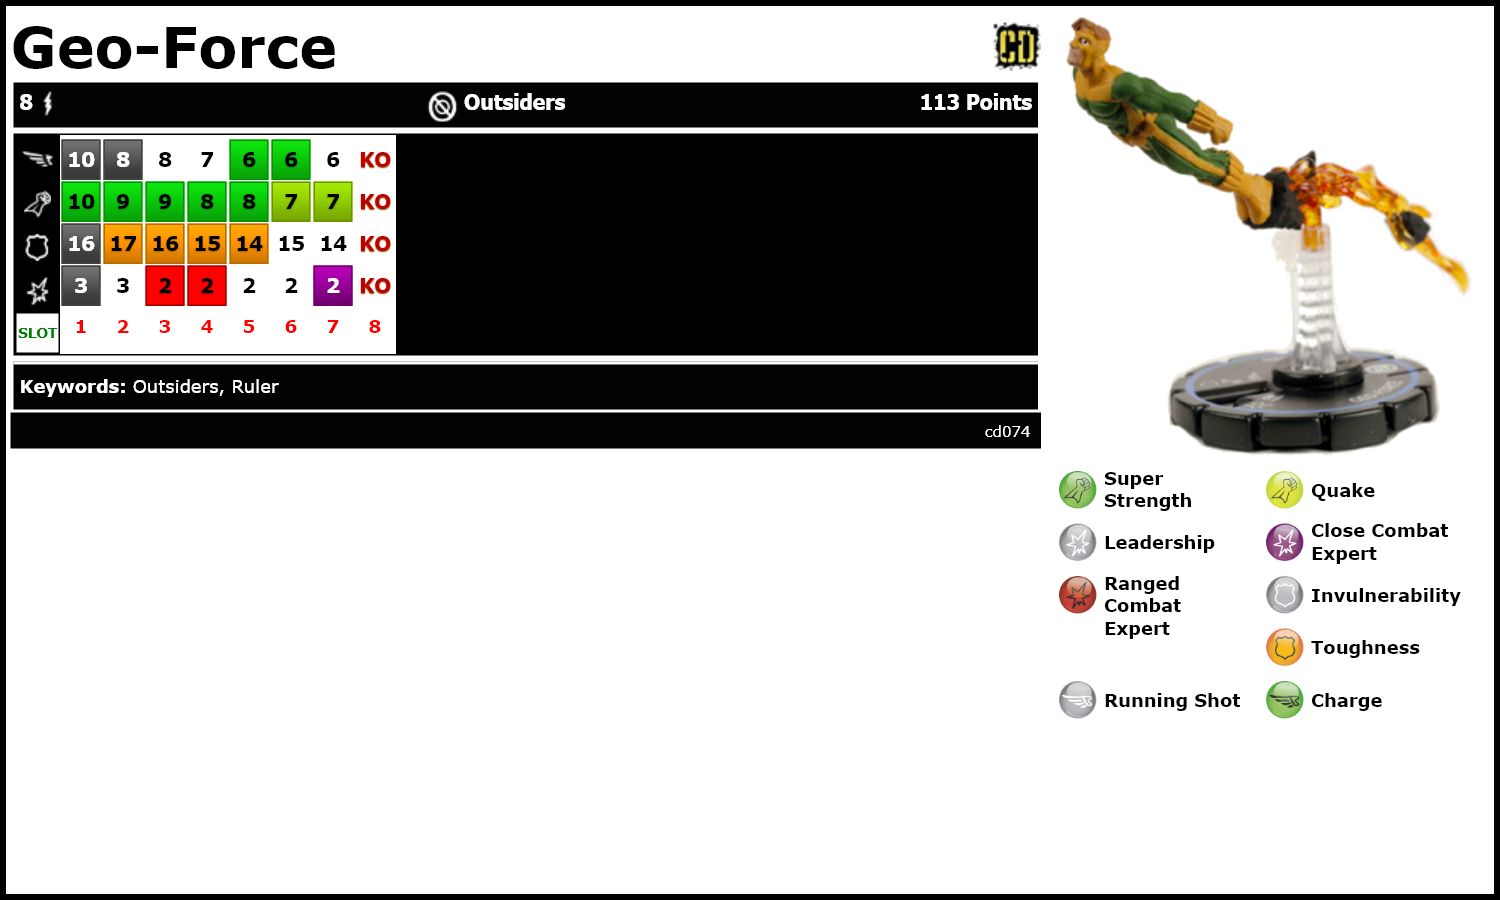 Geo-Force
CD
8 Outsiders 113 Points
10 8 8 7 6 6 6 KO
10 9 9 8 8 7 7 KO
16 17 16 15 14 15 14 KO
3 3 2 2 2 2 2 KO
SLOT 1 2 3 4 5 6 7 8
Keywords: Outsiders, Ruler
cd074
Super
Strength
Quake
Leadership
Close Combat
Expert
Ranged
Combat
Expert
Invulnerability
Toughness
Running Shot
Charge